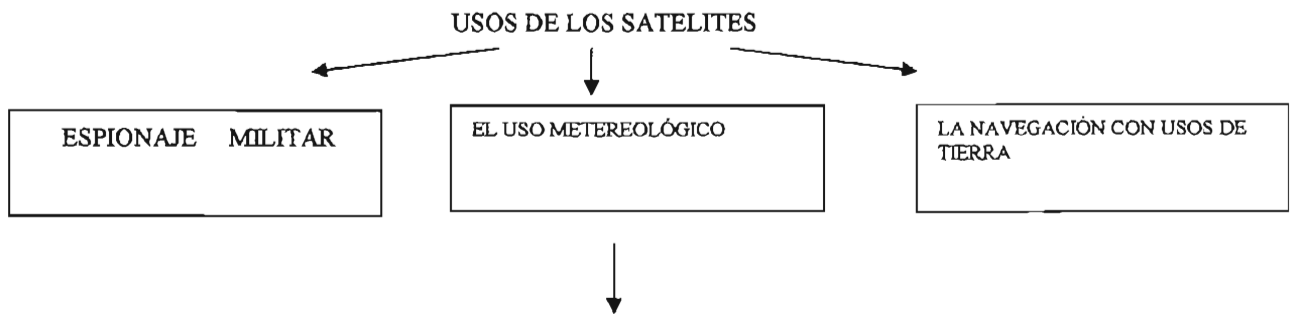 USOS DE LOS SATELITES
ESPIONAJE MILITAR
EL USO METEREOLÓGICO
LA NAVEGACIÓN CON USOS DE
TIERRA